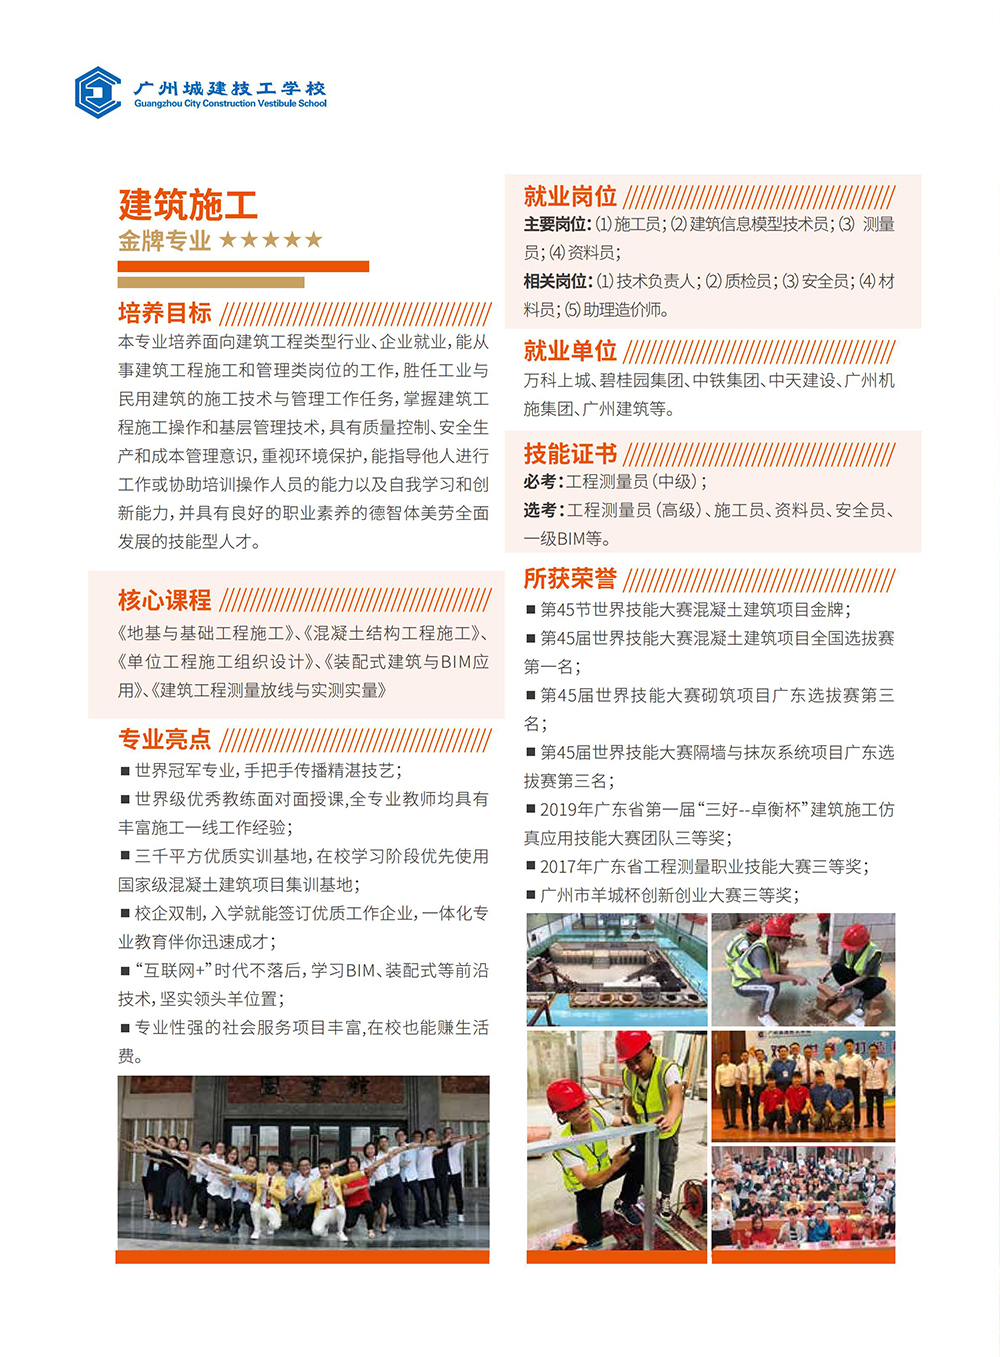 广州城建技工学校
Guangzhou City Construction Vestibule School
建筑施工
金牌专业 ★★★★★
培养目标
本专业培养面向建筑工程类型行业、企业就业，能从
事建筑工程施工和管理类岗位的工作，胜任工业与
民用建筑的施工技术与管理工作任务，掌握建筑工
程施工操作和基层管理技术，具有质量控制、安全生
产和成本管理意识，重视环境保护，能指导他人进行
工作或协助培训操作人员的能力以及自我学习和创
新能力，并具有良好的职业素养的德智体美劳全面
发展的技能型人才。
核心课程
《地基与基础工程施工》、《混凝土结构工程施工》、
《单位工程施工组织设计》、《装配式建筑与BIM应
用》、《建筑工程测量放线与实测实量》
专业亮点
■ 世界冠军专业，手把手传播精湛技艺；
■ 世界级优秀教练面对面授课,全专业教师均具有
丰富施工一线工作经验；
■ 三千平方优质实训基地，在校学习阶段优先使用
国家级混凝土建筑项目集训基地；
■ 校企双制，入学就能签订优质工作企业，一体化专
业教育伴你迅速成才；
■ “互联网+”时代不落后，学习BIM、装配式等前沿
技术，坚实领头羊位置；
■ 专业性强的社会服务项目丰富,在校也能赚生活
费。
就业岗位
主要岗位：(1)施工员；(2)建筑信息模型技术员；(3) 测量
员；(4)资料员；
相关岗位：(1)技术负责人；(2)质检员；(3)安全员；(4)材
料员；(5)助理造价师。
就业单位
万科上城、碧桂园集团、中铁集团、中天建设、广州机
施集团、广州建筑等。
技能证书
必考：工程测量员（中级）；
选考：工程测量员（高级）、施工员、资料员、安全员、
一级BIM等。
所获荣誉
■ 第45节世界技能大赛混凝土建筑项目金牌；
■ 第45届世界技能大赛混凝土建筑项目全国选拔赛
第一名；
■ 第45届世界技能大赛砌筑项目广东选拔赛第三
名；
■ 第45届世界技能大赛隔墙与抹灰系统项目广东选
拔赛第三名；
■ 2019年广东省第一届“三好--卓衡杯”建筑施工仿
真应用技能大赛团队三等奖；
■ 2017年广东省工程测量职业技能大赛三等奖；
■ 广州市羊城杯创新创业大赛三等奖；